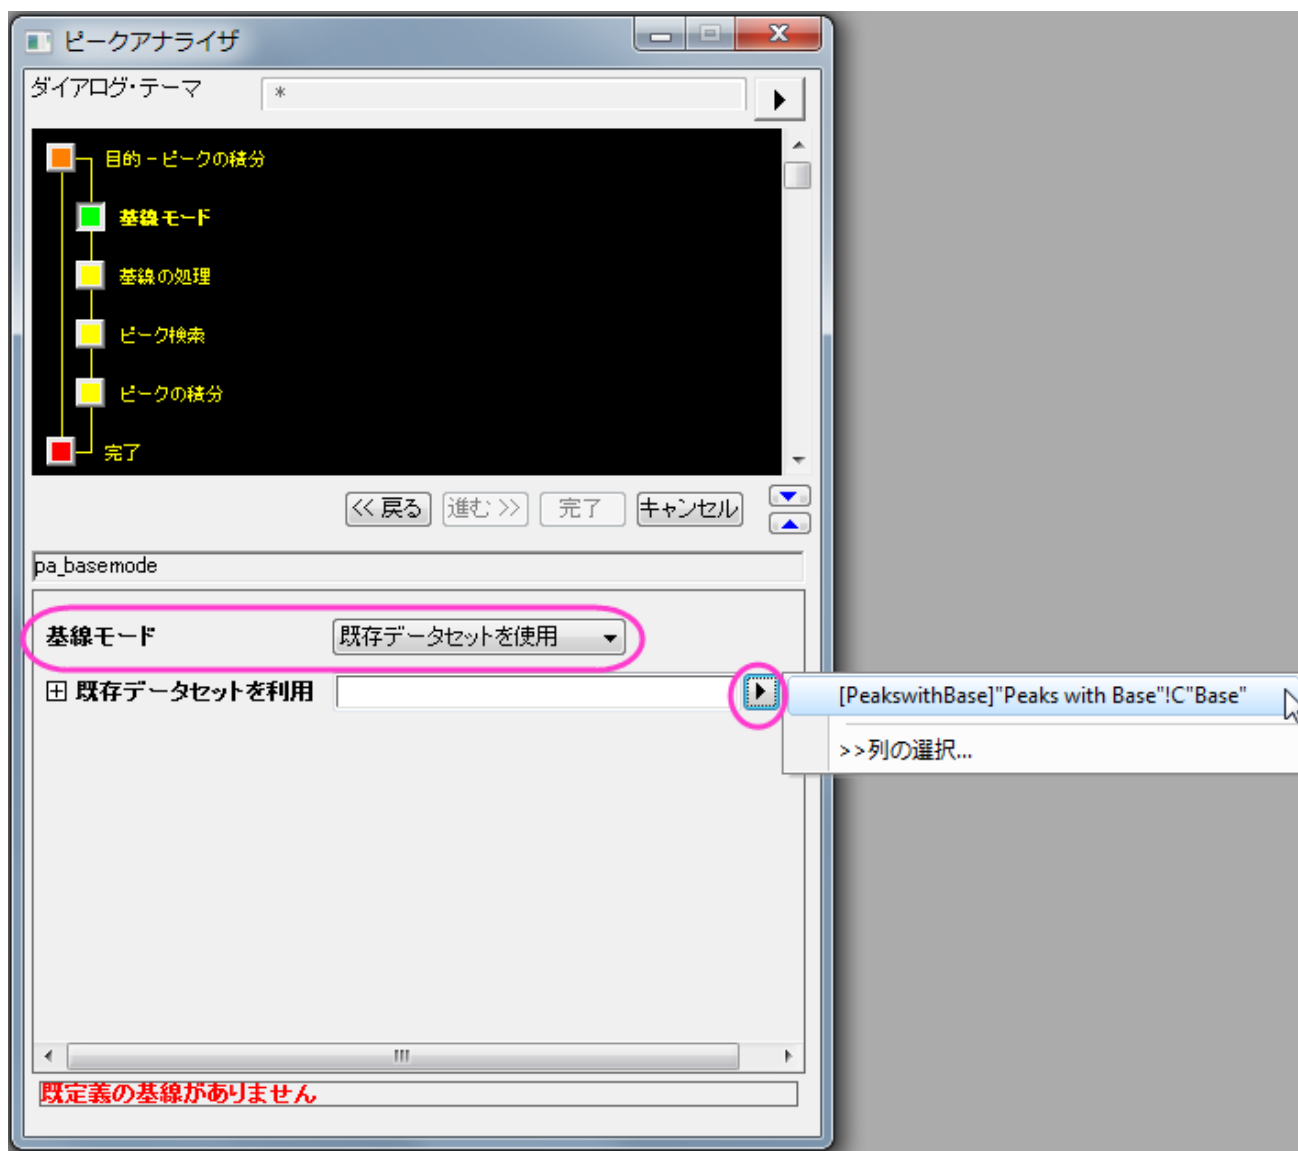 ピークアナライザ
ダイアログ・テーマ
*
目的 - ピークの積分
基線モード
基線の処理
ピーク検索
ピークの積分
完了
<< 戻る 進む >> 完了 キャンセル
pa_basemode
基線モード 既存データセットを使用
既存データセットを利用
[PeakswithBase]"Peaks with Base"!C"Base"
>>列の選択...
既定義の基線がありません